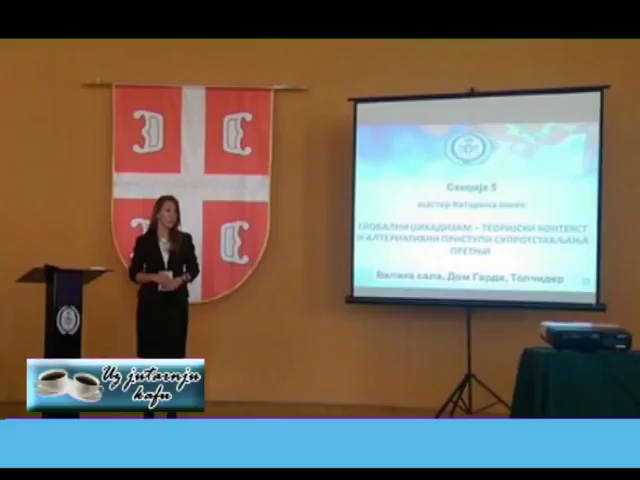 Секција 5
мастер Катарина
ГЛОБАЛНИ ЏИХАДИЗАМ – ТЕОРИЈСКИ КОНТЕКСТ
И АЛТЕРНАТИВНИ ПРИСТУПИ СУПРОТСТАВЉАЊА
ПРЕТЊИ
Велика сала, Дом Гарде, Топчидер
Uz jutarnju
kafu